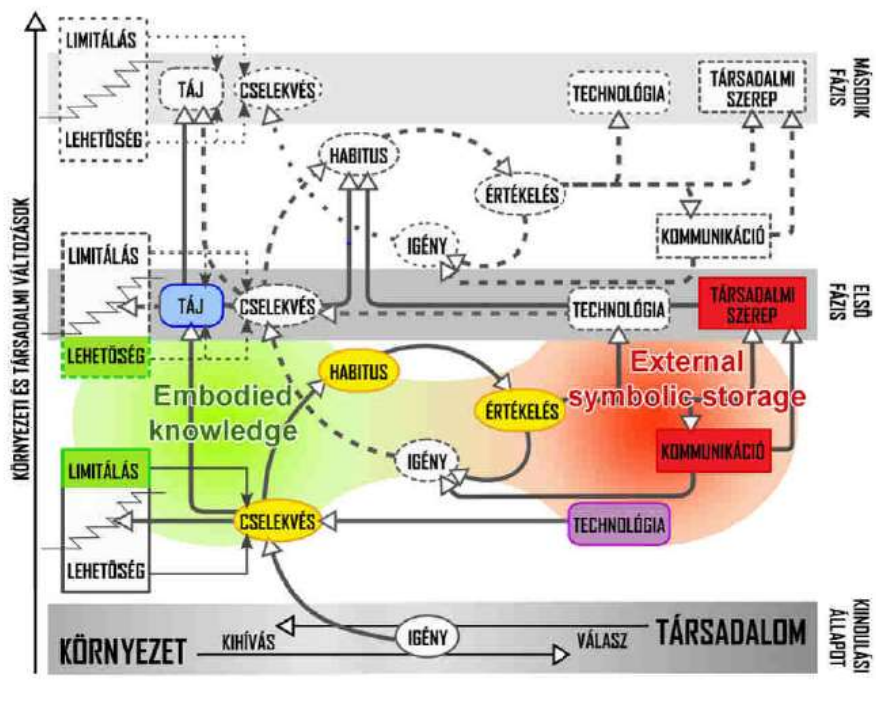 LIMITÁLÁS
TÁJ
CSELEKVÉS
LEHETŐSÉG
TECHNOLÓGIA
TÁRSADALMI
SZEREP
MÁSODIK
FÁZIS
HABITUS
ÉRTÉKELÉS
IGÉNY
KOMMUNIKÁCIÓ
KÖRNYEZETI ÉS TÁRSADALMI VÁLTOZÁSOK
LIMITÁLÁS
TÁJ
CSELEKVÉS
LEHETŐSÉG
TECHNOLÓGIA
TÁRSADALMI
SZEREP
ELSŐ
FÁZIS
HABITUS
Embodied
knowledge
External
symbolic storage
ÉRTÉKELÉS
IGÉNY
KOMMUNIKÁCIÓ
LIMITÁLÁS
CSELEKVÉS
LEHETŐSÉG
TECHNOLÓGIA
KÖRNYEZET
KIHÍVÁS
IGÉNY
VÁLASZ
TÁRSADALOM
KIINDULÁSI
ÁLLAPOT